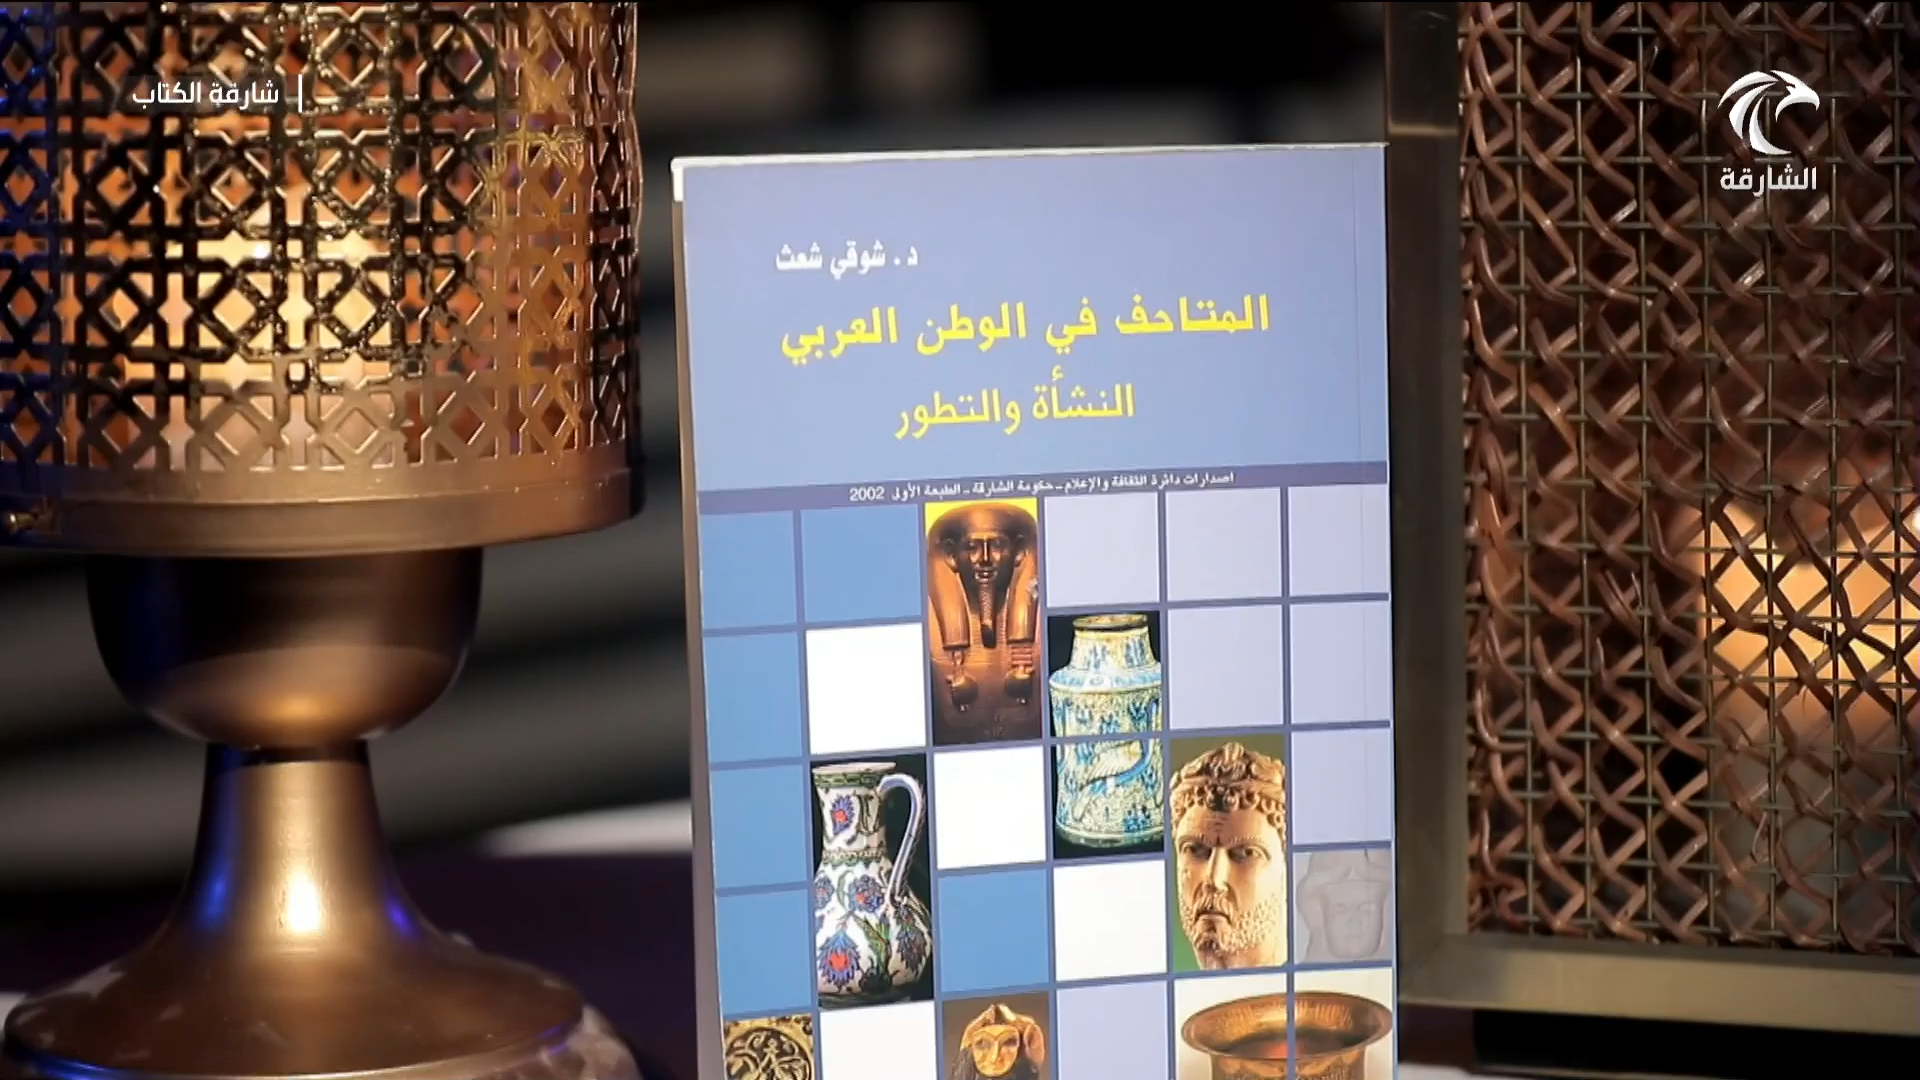 شارقة الكتاب
الشارقة
د. شوقي شعث
المتاحف في الوطن العربي
النشأة والتطور
اصدارات دائرة الثقافة والإعلام - حكومة الشارقة - الطبعة الأولى 2002